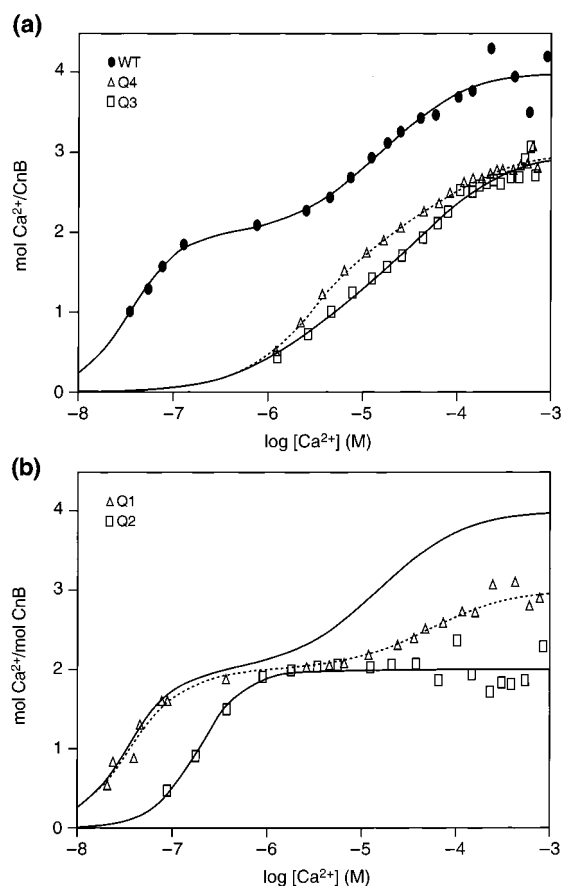 (a)
4
3
2
1
0
mol Ca²⁺/CnB
WT
Q4
Q3
−8 −7 −6 −5 −4 −3
log [Ca²⁺] (M)
(b)
4
3
2
1
0
mol Ca²⁺/mol CnB
Q1
Q2
−8 −7 −6 −5 −4 −3
log [Ca²⁺] (M)